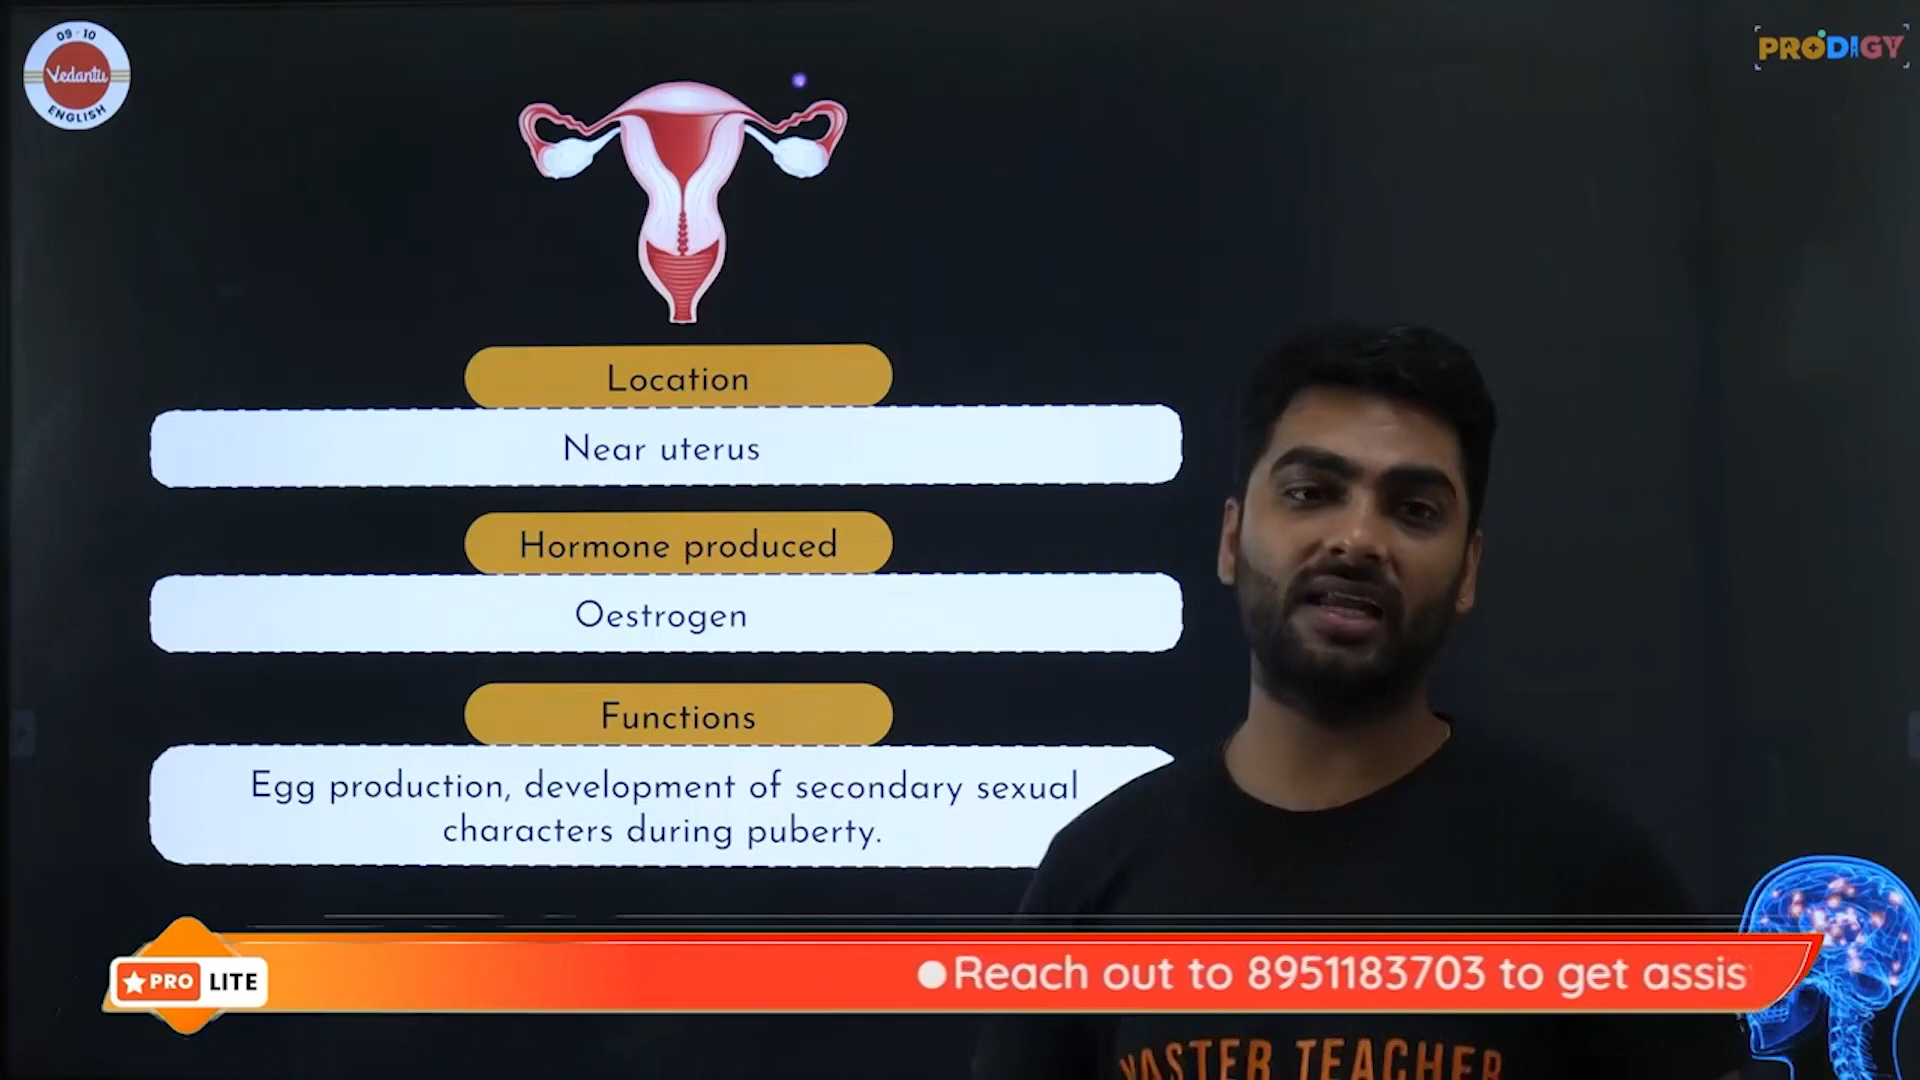 09 - 10
Vedantu
ENGLISH
PRODIGY
Location
Near uterus
Hormone produced
Oestrogen
Functions
Egg production, development of secondary sexual
characters during puberty.
PRO LITE
Reach out to 8951183703 to get assis
MASTER TEACHER